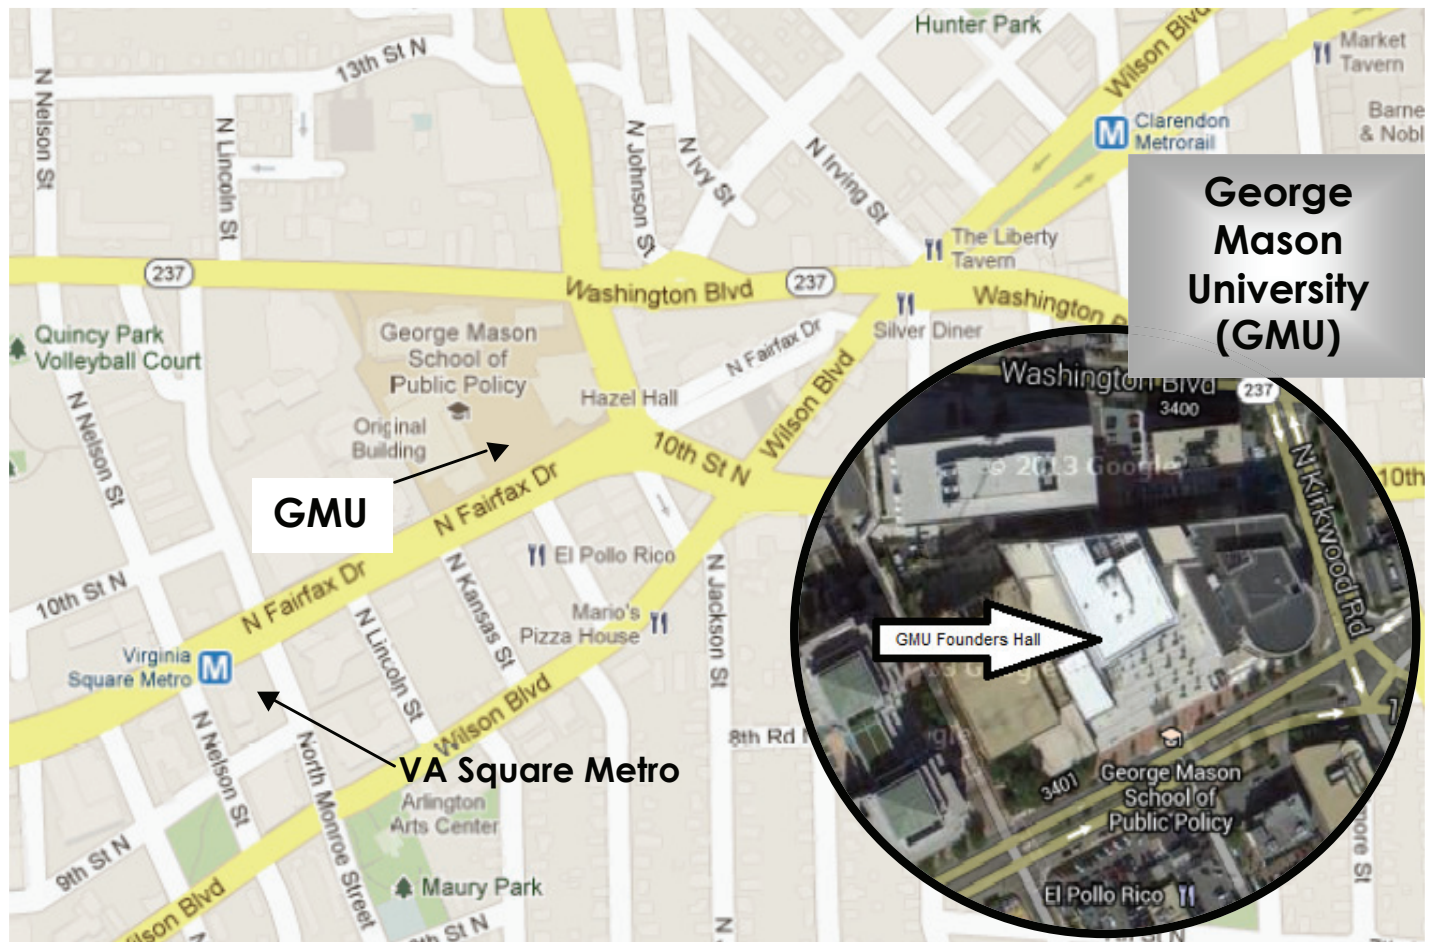 Hunter Park
Wilson Blvd
Market
Tavern
Barne
& Nobl
13th St N
N Nelson St
N Lincoln St
N Johnson St
N Ivy St
N Irving St
M
Clarendon
Metrorail
George
Mason
University
(GMU)
The Liberty
Tavern
237
Washington Blvd
237
Washington B
Silver Diner
Quincy Park
Volleyball Court
George Mason
School of
Public Policy
N Fairfax Dr
Wilson Blvd
Hazel Hall
Original
Building
10th St N
N Nelson St
GMU
N Fairfax Dr
El Pollo Rico
N Fairfax Dr
10th St N
N Kansas St
N Lincoln St
Mario's
Pizza House
N Jackson St
Virginia
Square Metro
M
Wilson Blvd
N Nelson St
North Monroe Street
VA Square Metro
8th Rd N
Arlington
Arts Center
9th St N
Maury Park
Wilson Blvd
th St N
N
N
Washington Blvd
237
3400
© 2013 Google
N Kirkwood Rd
10th
GMU Founders Hall
Google
gle
3401
George Mason
School of
Public Policy
El Pollo Rico
more St